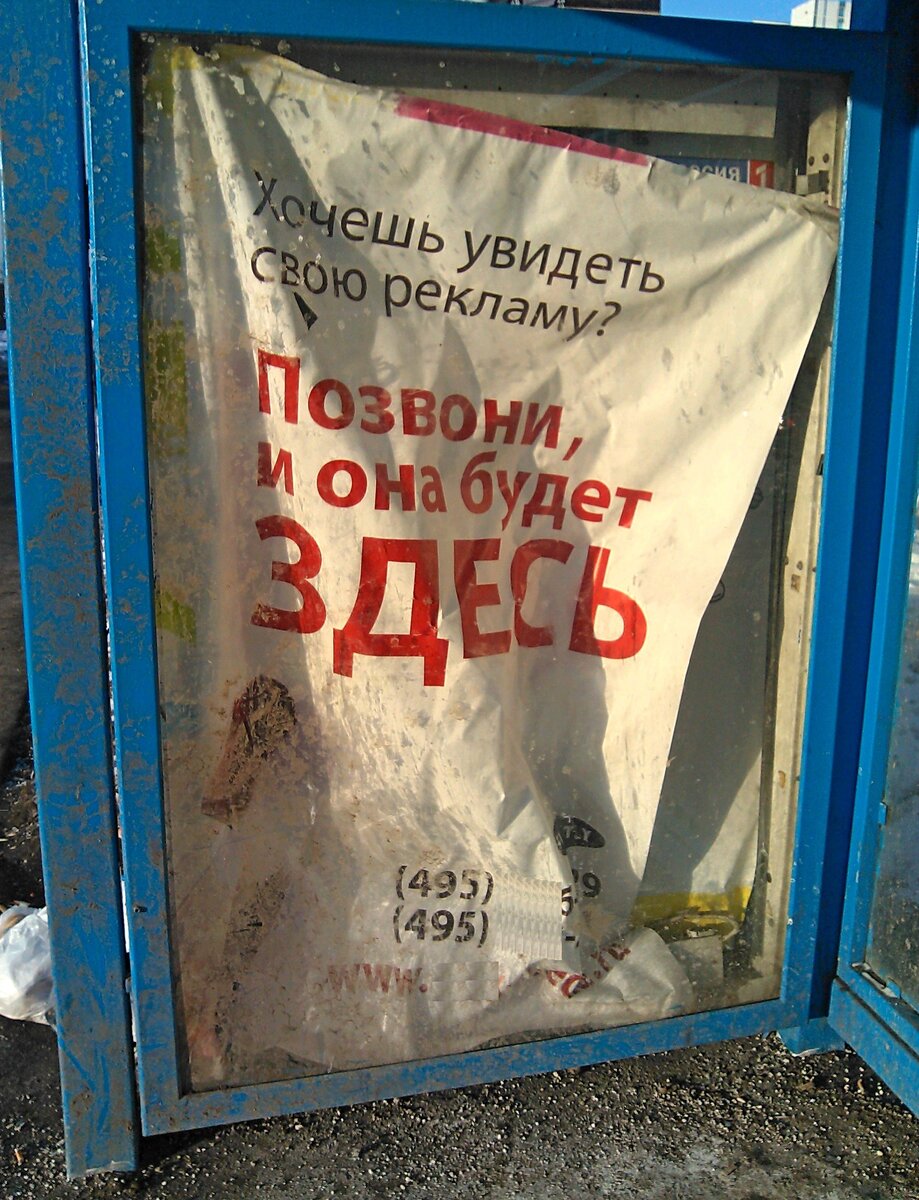 Хочешь увидеть
свою рекламу?
Позвони,
и она будет
ЗДЕСЬ
(495)
(495)
www.